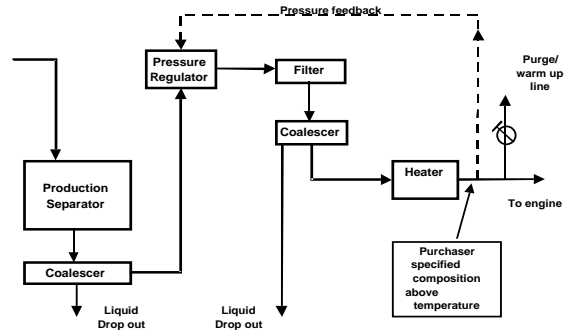 Pressure feedback
Pressure
Regulator
Filter
Purge/
warm up
line
Coalescer
Production
Separator
Heater
To engine
Coalescer
Purchaser
specified
composition
above
temperature
Liquid
Drop out
Liquid
Drop out